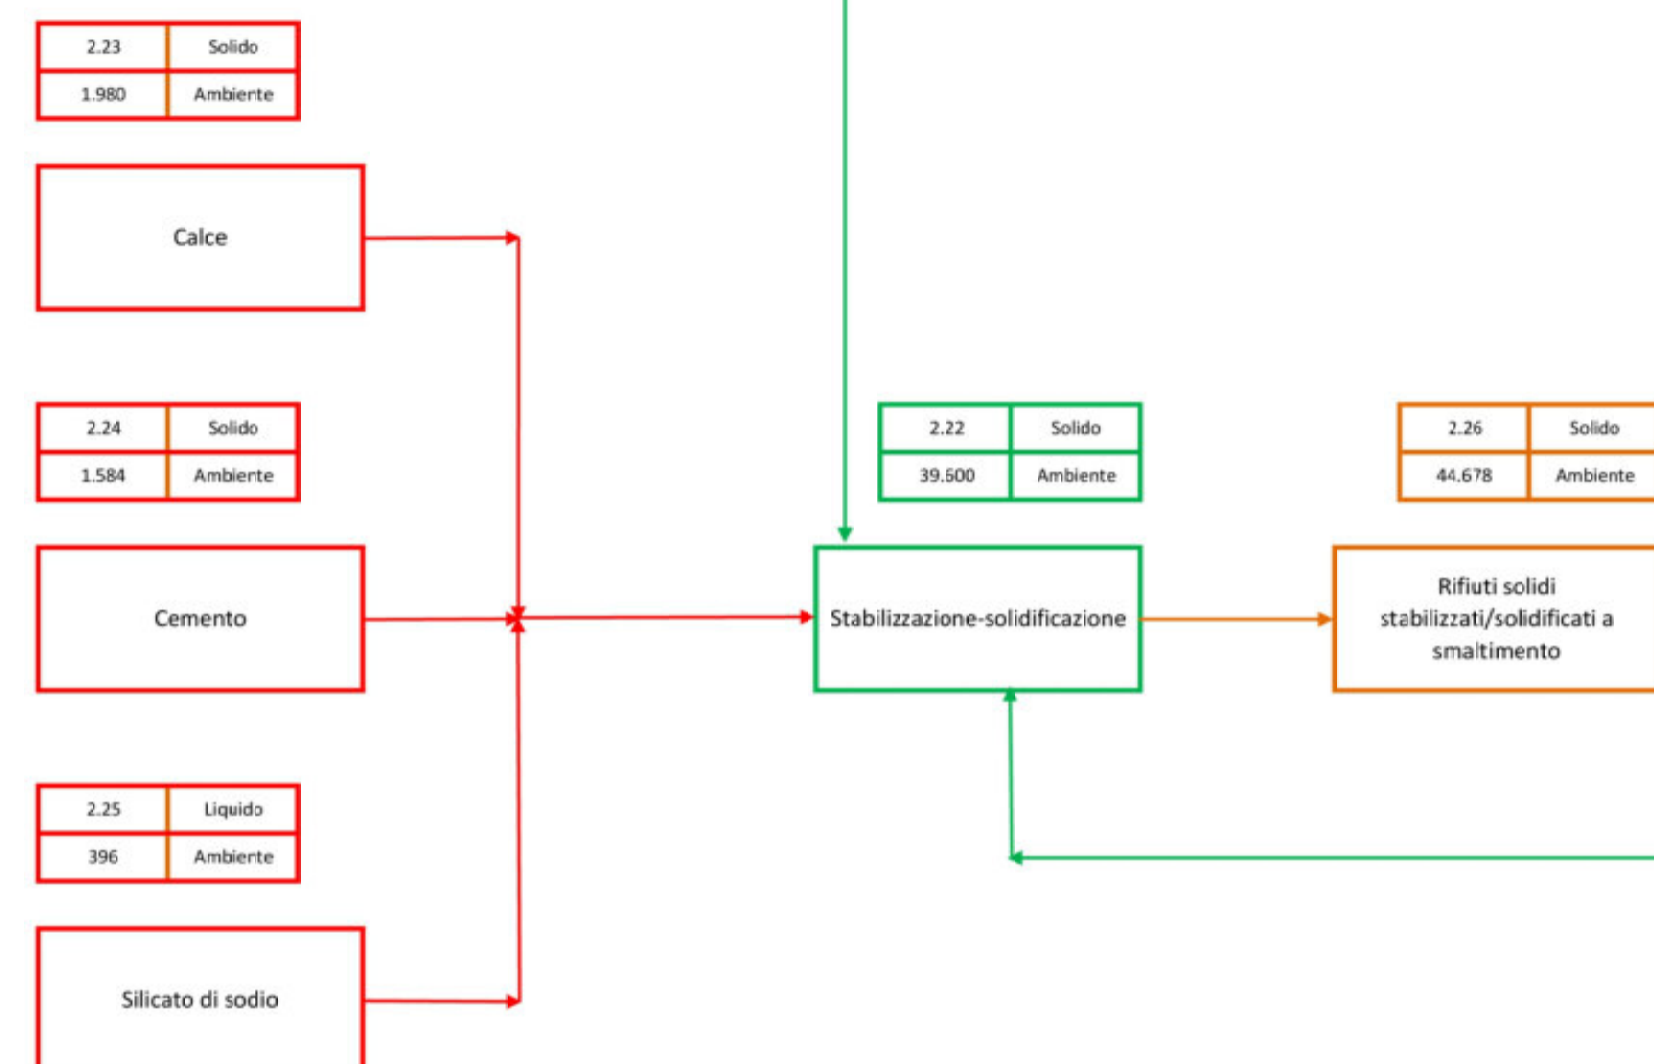 2.23 Solido
1.980 Ambiente
Calce
2.24 Solido
1.584 Ambiente
Cemento
2.25 Liquido
396 Ambiente
Silicato di sodio
2.22 Solido
39.600 Ambiente
Stabilizzazione-solidificazione
2.26 Solido
44.678 Ambiente
Rifiuti solidi
stabilizzati/solidificati a
smaltimento